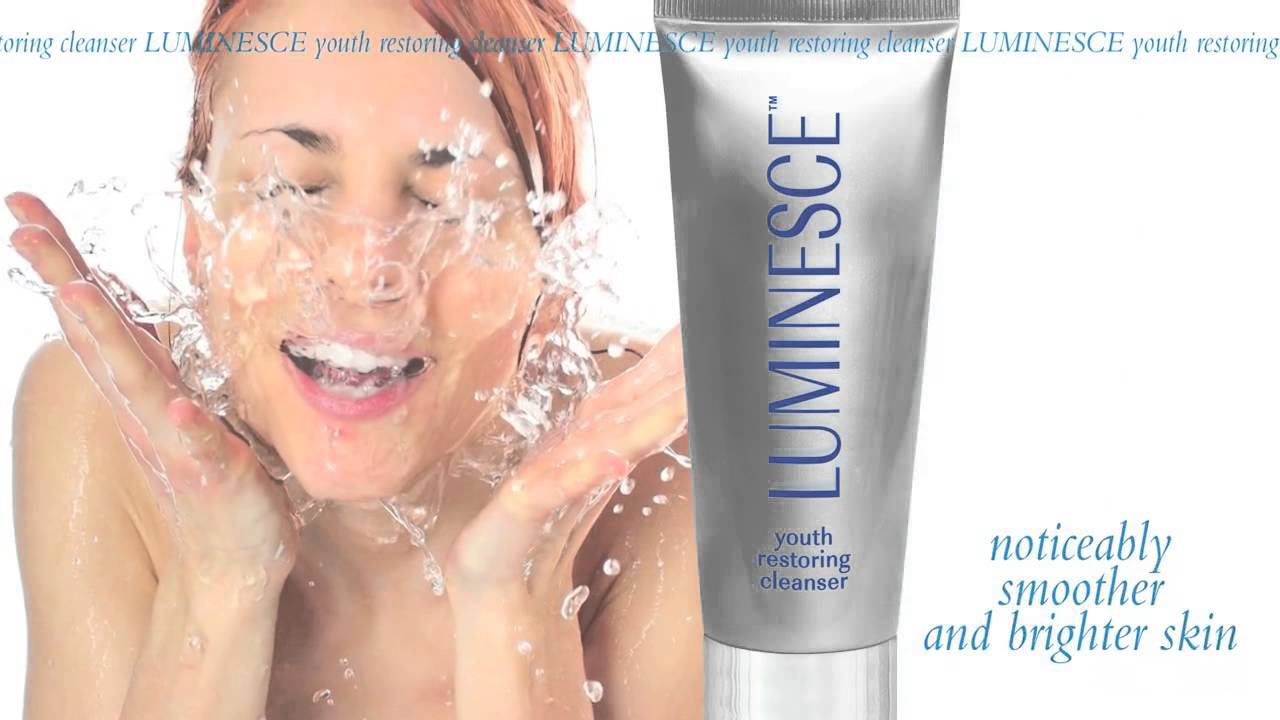 toring cleanser LUMINESCE youth restoring cleanser LUMINESCE youth restoring cleanser LUMINESCE youth restoring
LUMINESCE™
youth
restoring
cleanser
noticeably
smoother
and brighter skin